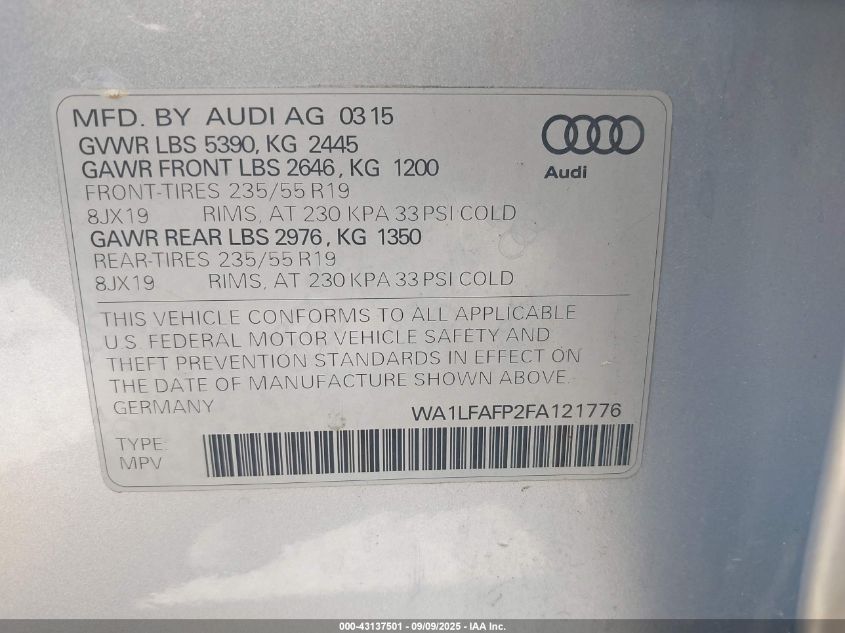 MFD. BY AUDI AG 03 15
GVWR LBS 5390, KG 2445
GAWR FRONT LBS 2646, KG 1200
FRONT-TIRES 235/55 R19
8JX19 RIMS, AT 230 KPA 33 PSI COLD
GAWR REAR LBS 2976, KG 1350
REAR-TIRES 235/55 R19
8JX19 RIMS, AT 230 KPA 33 PSI COLD
Audi
THIS VEHICLE CONFORMS TO ALL APPLICABLE
U.S. FEDERAL MOTOR VEHICLE SAFETY AND
THEFT PREVENTION STANDARDS IN EFFECT ON
THE DATE OF MANUFACTURE SHOWN ABOVE.
GERMANY WA1LFAFP2FA121776
TYPE:
MPV
000-43137501 - 09/09/2025 - IAA Inc.